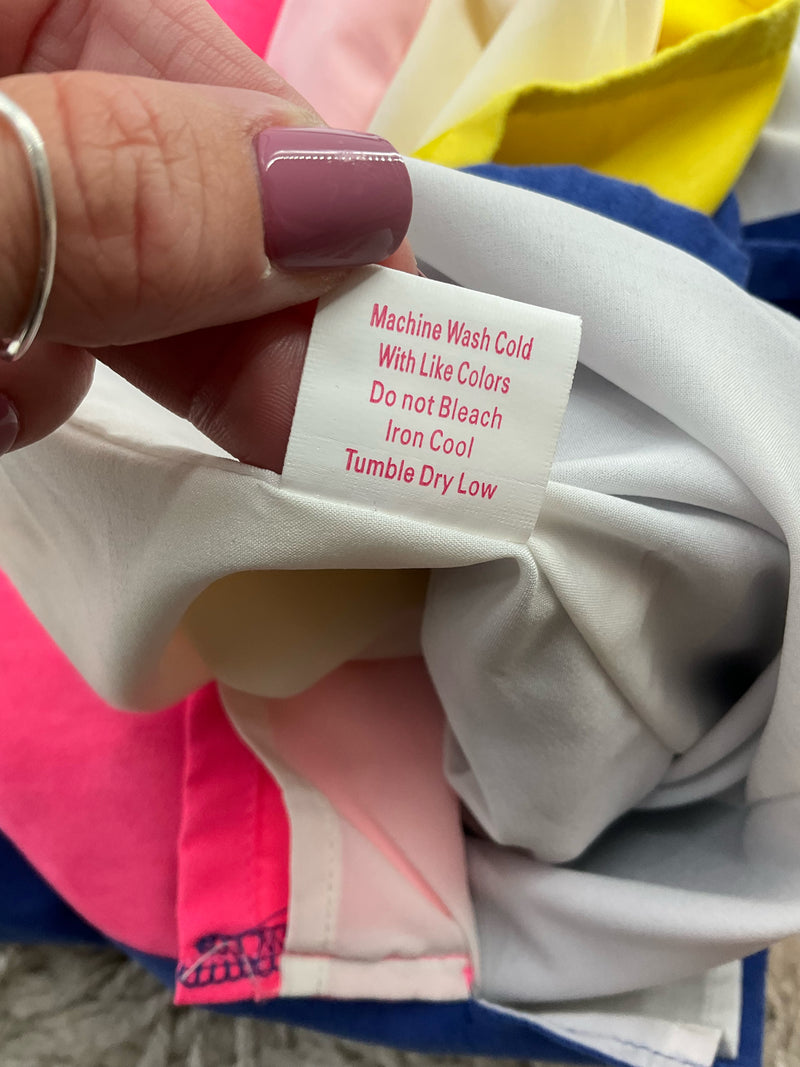 Machine Wash Cold
With Like Colors
Do not Bleach
Iron Cool
Tumble Dry Low